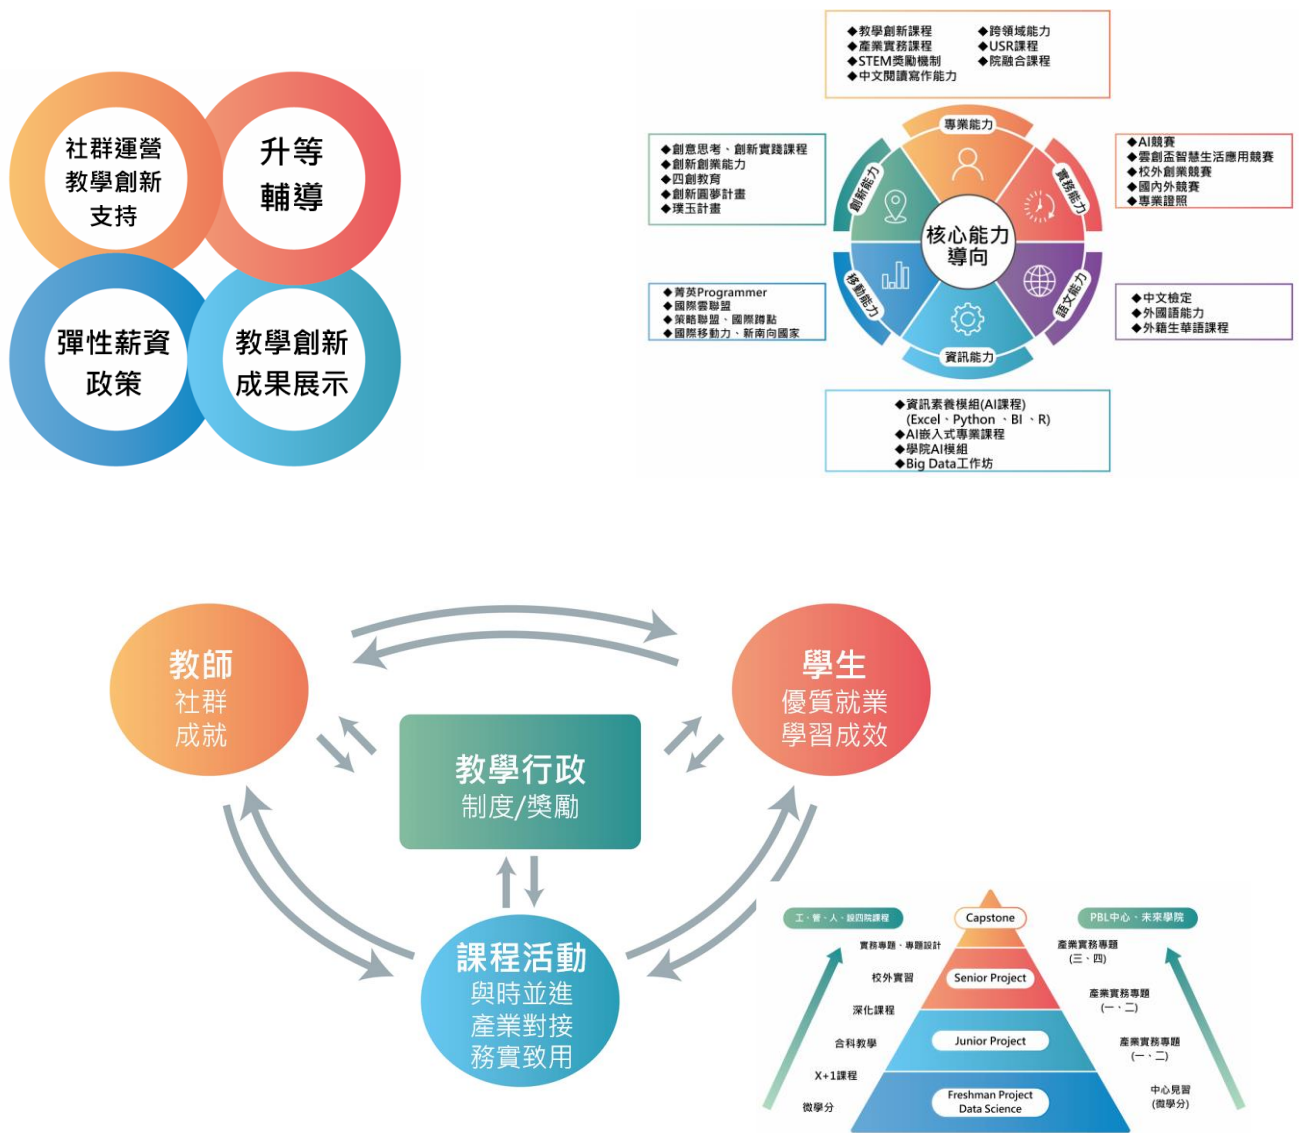 社群運營
教學創新
支持
升等
輔導
彈性薪資
政策
教學創新
成果展示
◆教學創新課程
◆產業實務課程
◆STEM獎勵機制
◆中文閱讀寫作能力
◆跨領域能力
◆USR課程
◆院融合課程
◆創意思考、創新實踐課程
◆創新創業能力
◆四創教育
◆創新圓夢計畫
◆璞玉計畫
◆菁英Programmer
◆國際雲聯盟
◆策略聯盟、國際蹲點
◆國際移動力、新南向國家
專業能力
創新能力
實務能力
核心能力
導向
移動能力
語文能力
資訊能力
◆AI競賽
◆雲創盃智慧生活應用競賽
◆校外創業競賽
◆國內外競賽
◆專業證照
◆中文檢定
◆外國語能力
◆外籍生華語課程
◆資訊素養模組(AI課程)
(Excel、Python 、BI 、R)
◆AI嵌入式專業課程
◆學院AI模組
◆Big Data工作坊
教師
社群
成就
學生
優質就業
學習成效
教學行政
制度/獎勵
課程活動
與時並進
產業對接
務實致用
工、管、人、設四院課程
實務專題、專題設計
校外實習
深化課程
合科教學
X+1課程
微學分
Capstone
Senior Project
Junior Project
Freshman Project
Data Science
PBL中心、未來學院
產業實務專題
(三、四)
產業實務專題
(一、二)
產業實務專題
(一、二)
中心見習
(微學分)